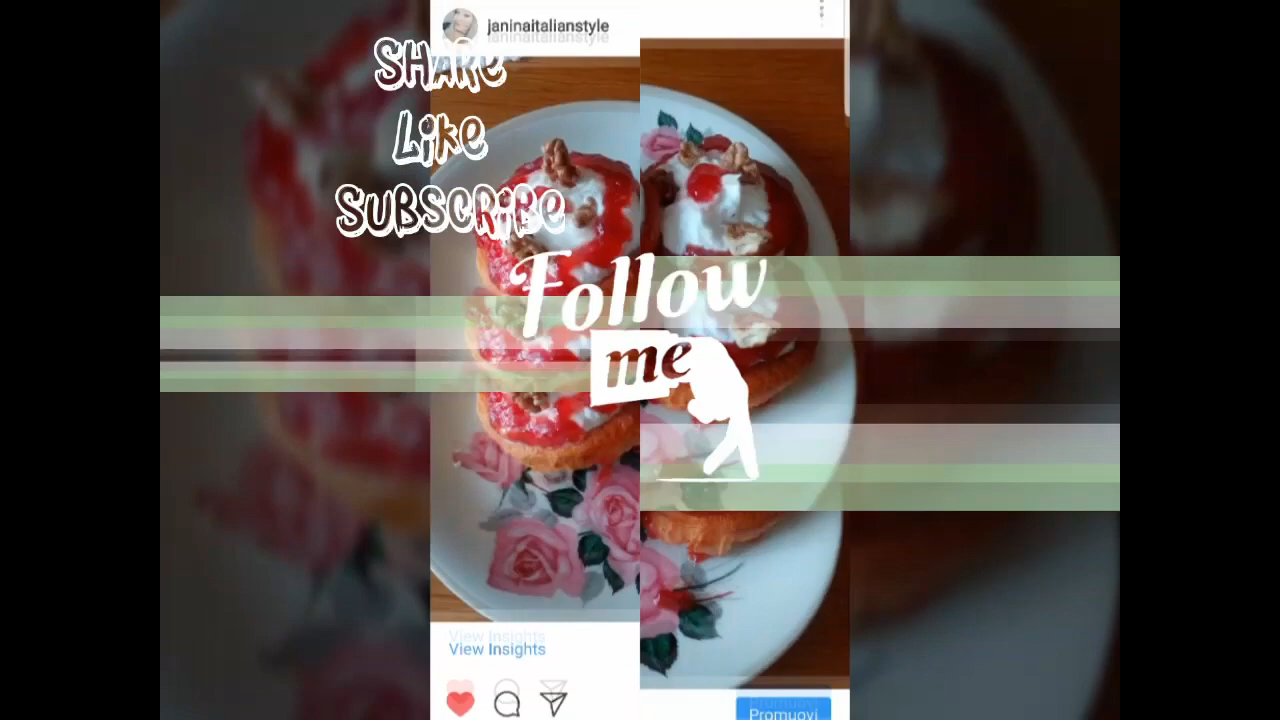 janinaitalianstyle
SHARE
LIKE
SUBSCRIBE
Follow
me
View Insights
Promuovi